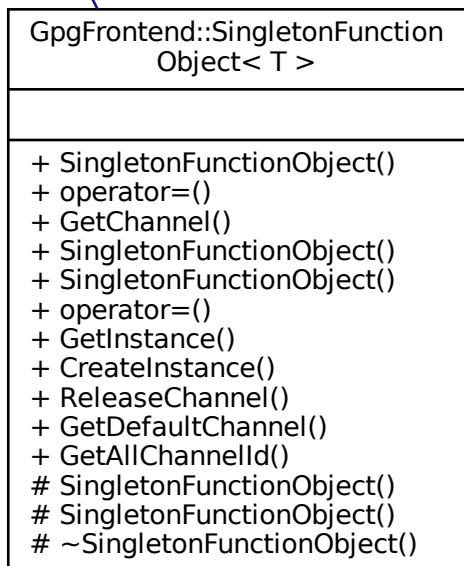 GpgFrontend::SingletonFunction
Object< T >
+ SingletonFunctionObject()
+ operator=()
+ GetChannel()
+ SingletonFunctionObject()
+ SingletonFunctionObject()
+ operator=()
+ GetInstance()
+ CreateInstance()
+ ReleaseChannel()
+ GetDefaultChannel()
+ GetAllChannelId()
# SingletonFunctionObject()
# SingletonFunctionObject()
# ~SingletonFunctionObject()